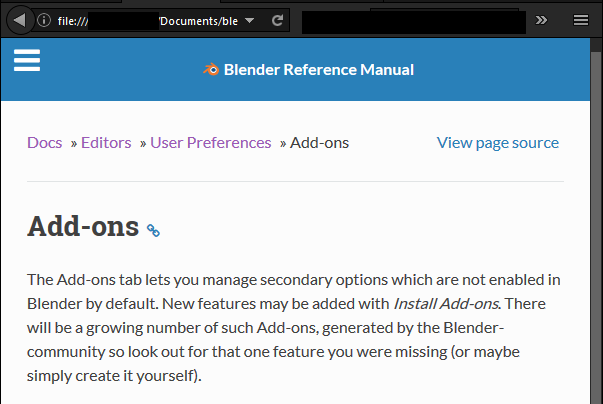 file:/// /Documents/ble
Blender Reference Manual
Docs » Editors » User Preferences » Add-ons View page source
Add-ons
The Add-ons tab lets you manage secondary options which are not enabled in
Blender by default. New features may be added with Install Add-ons. There
will be a growing number of such Add-ons, generated by the Blender-
community so look out for that one feature you were missing (or maybe
simply create it yourself).